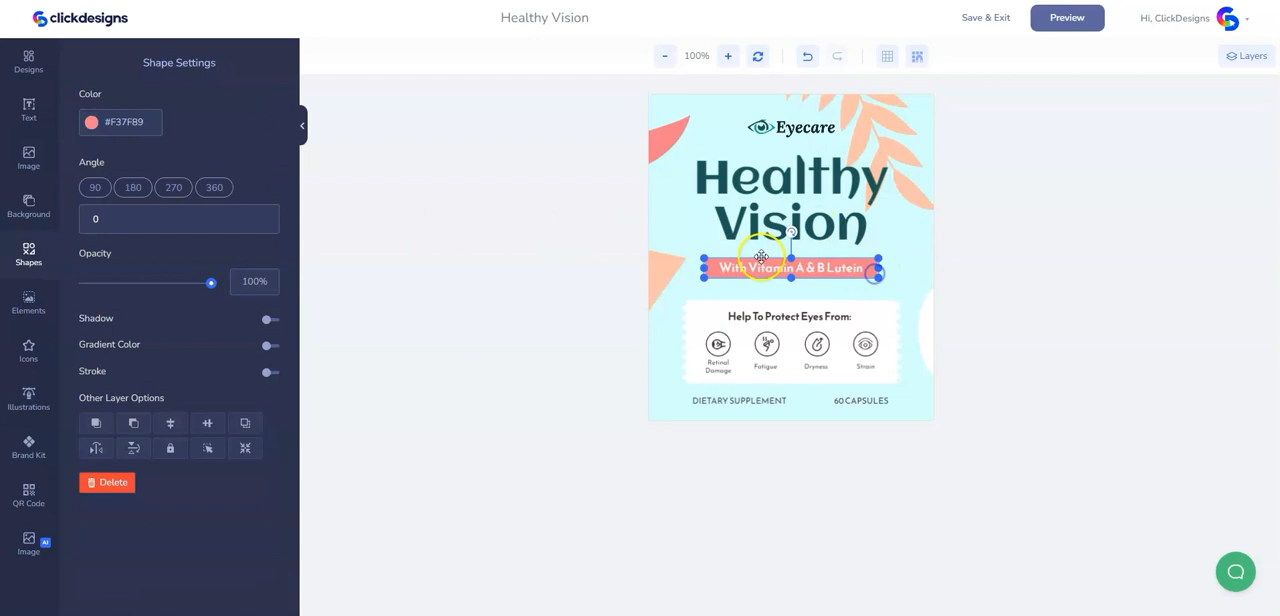 clickdesigns
Healthy Vision
Save & Exit
Preview
Hi, ClickDesigns
Designs
Text
Image
Background
Shapes
Elements
Icons
Illustrations
Brand Kit
QR Code
Image
AI
Shape Settings
Color
#F37F89
Angle
90 180 270 360
0
Opacity
100%
Shadow
Gradient Color
Stroke
Other Layer Options
Delete
- 100% +
Layers
Eyecare
Healthy
Vision
With Vitamin A & B Lutein
Help To Protect Eyes From:
Retinal
Damage
Fatigue
Dryness
Strain
DIETARY SUPPLEMENT
60 CAPSULES